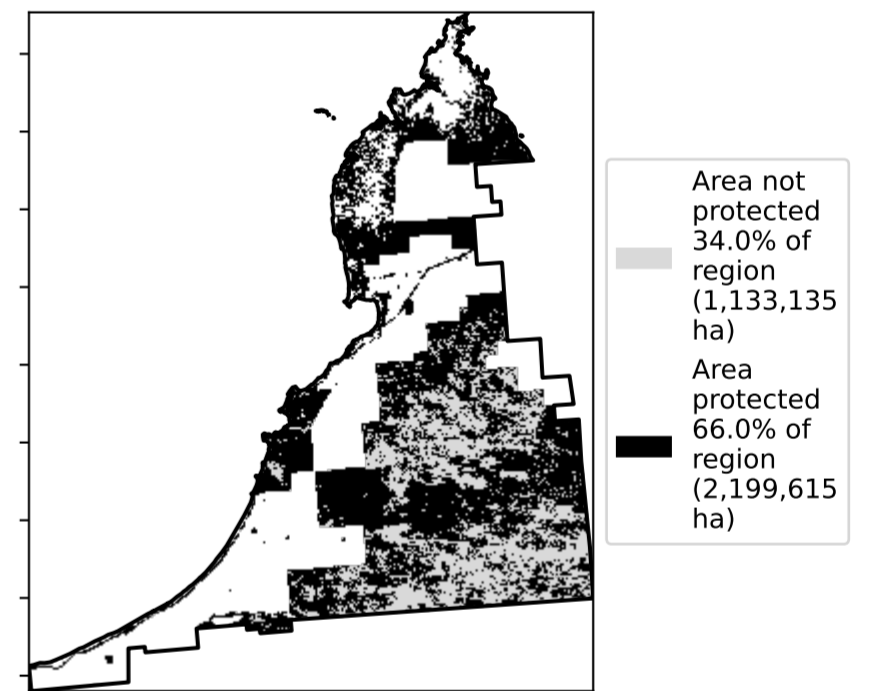 Area not
protected
34.0% of
region
(1,133,135
ha)
Area
protected
66.0% of
region
(2,199,615
ha)